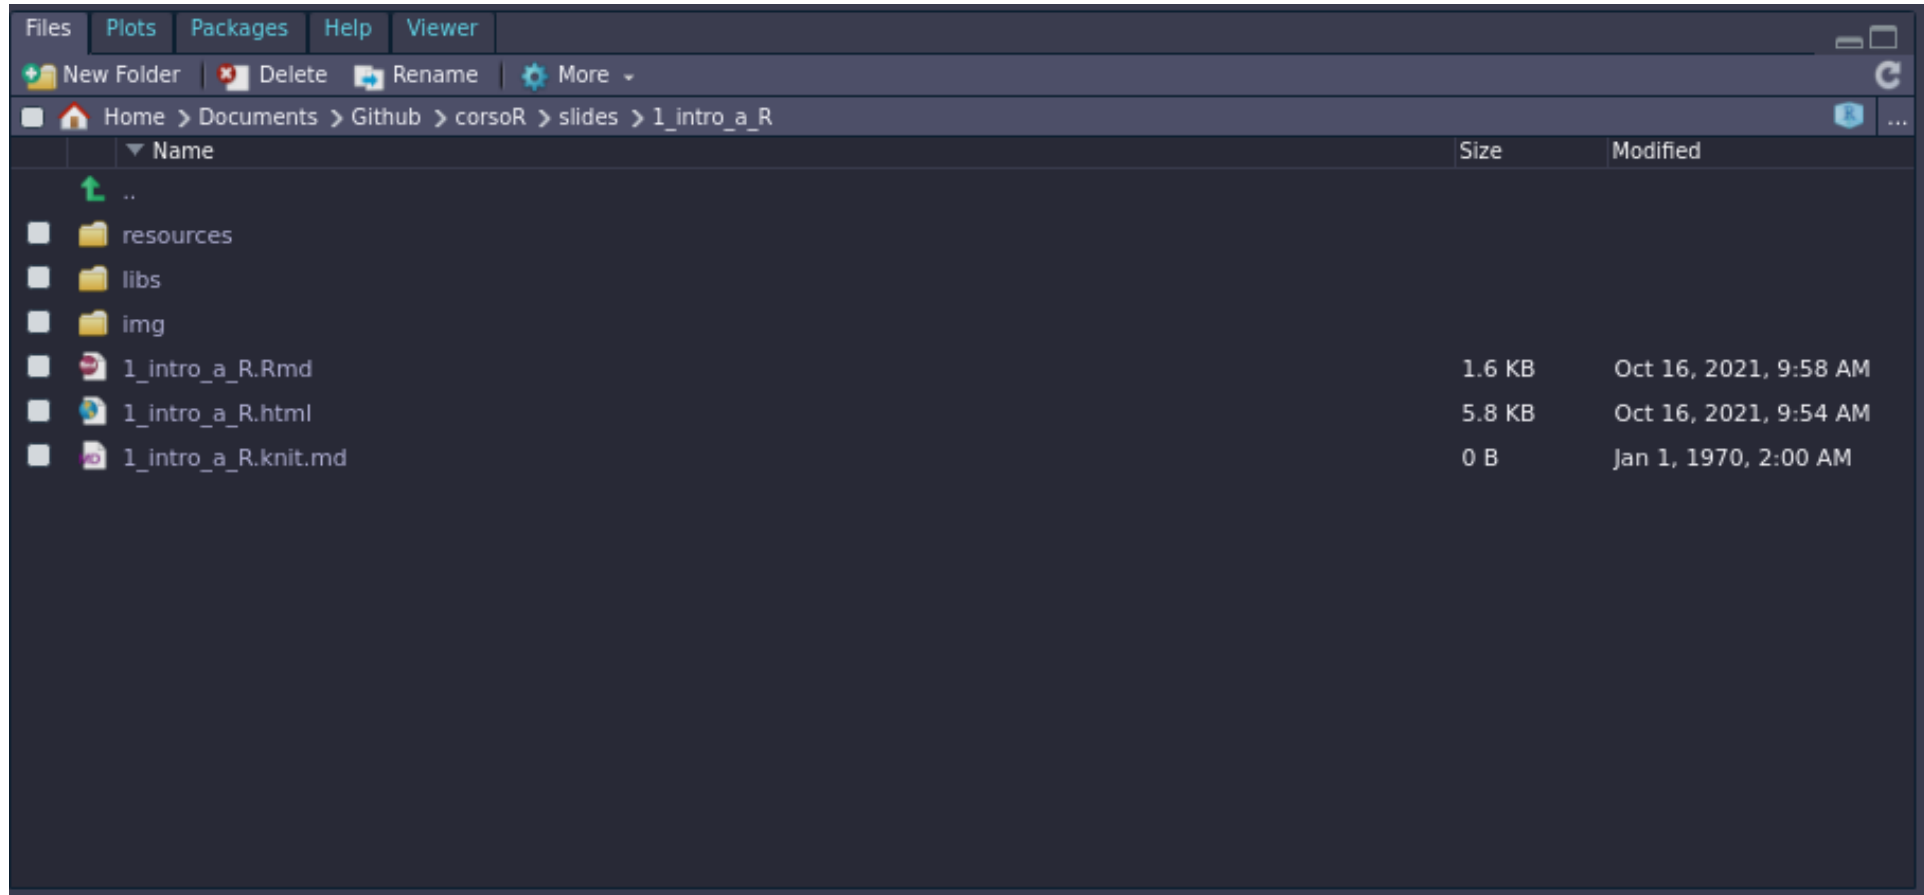 Files Plots Packages Help Viewer
New Folder Delete Rename More
Home Documents Github corsoR slides 1_intro_a_R R ...
Name Size Modified
..
resources
libs
img
1_intro_a_R.Rmd 1.6 KB Oct 16, 2021, 9:58 AM
1_intro_a_R.html 5.8 KB Oct 16, 2021, 9:54 AM
1_intro_a_R.knit.md 0 B Jan 1, 1970, 2:00 AM